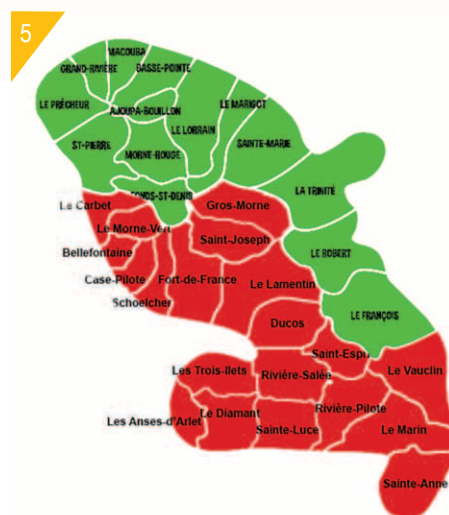 5
MACOUBA
GRAND-RIVIÈRE
BASSE-POINTE
LE PRÊCHEUR
AJOUPA-BOUILLON
LE MARIGOT
LE LORRAIN
ST-PIERRE
SAINTE-MARIE
MORNE-ROUGE
LA TRINITÉ
FONDS-ST-DENIS
Le Carbet
Gros-Morne
Le Morne-Vert
Saint-Joseph
Bellefontaine
LE ROBERT
Case-Pilote
Fort-de-France
Le Lamentin
Schoelcher
LE FRANÇOIS
Ducos
Saint-Espri
Les Trois-Ilets
Rivière-Salée
Le Vauclin
Le Diamant
Rivière-Pilote
Les Anses-d'Arlet
Sainte-Luce
Le Marin
Sainte-Anne